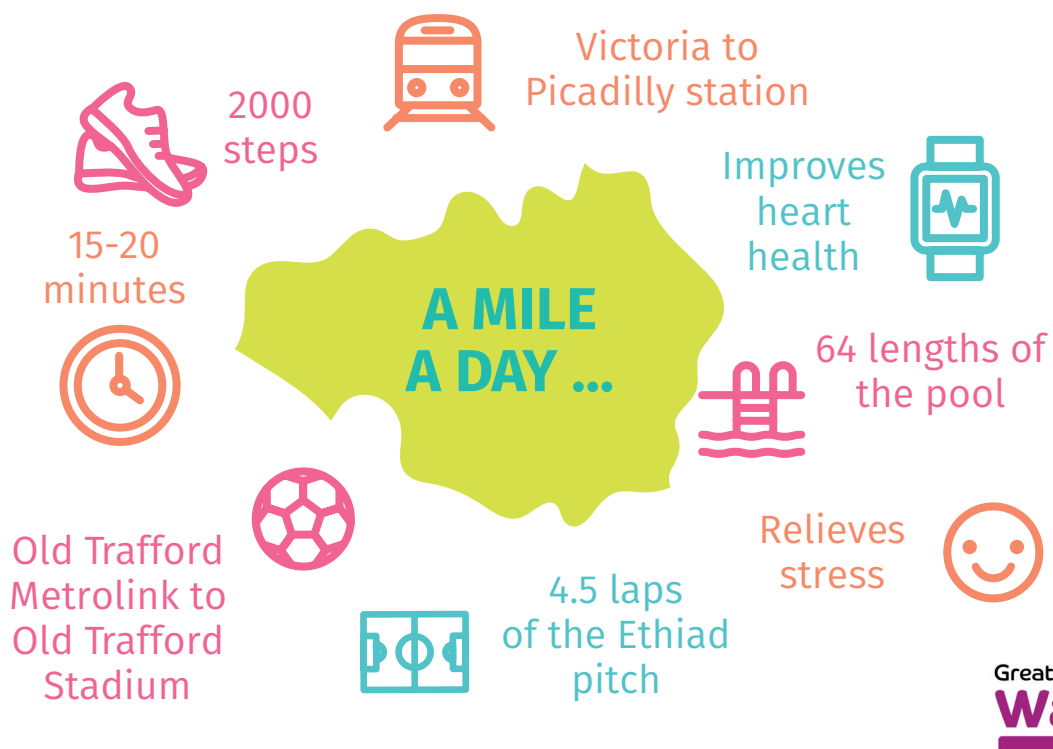 Victoria to
Picadilly station
2000
steps
Improves
heart
health
15-20
minutes
A MILE
A DAY ...
64 lengths of
the pool
Relieves
stress
Old Trafford
Metrolink to
Old Trafford
Stadium
4.5 laps
of the Ethiad
pitch